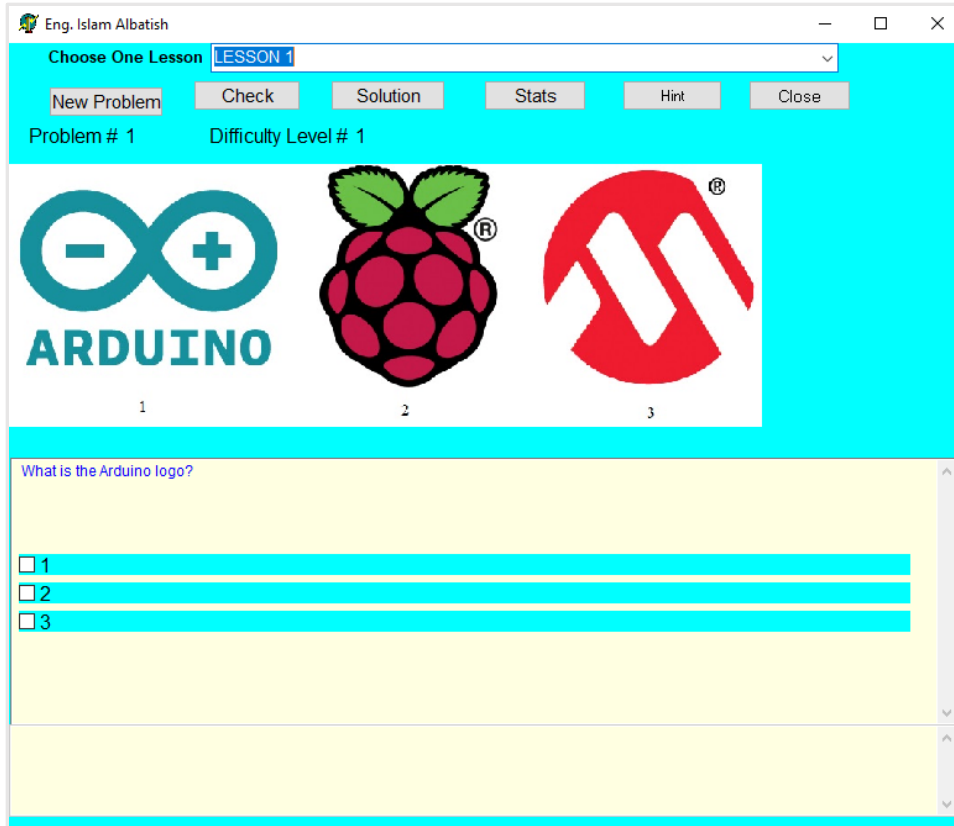 Eng. Islam Albatish
Choose One Lesson LESSON 1
New Problem Check Solution Stats Hint Close
Problem # 1 Difficulty Level # 1
® ®
ARDUINO
1 2 3
What is the Arduino logo?
1
2
3